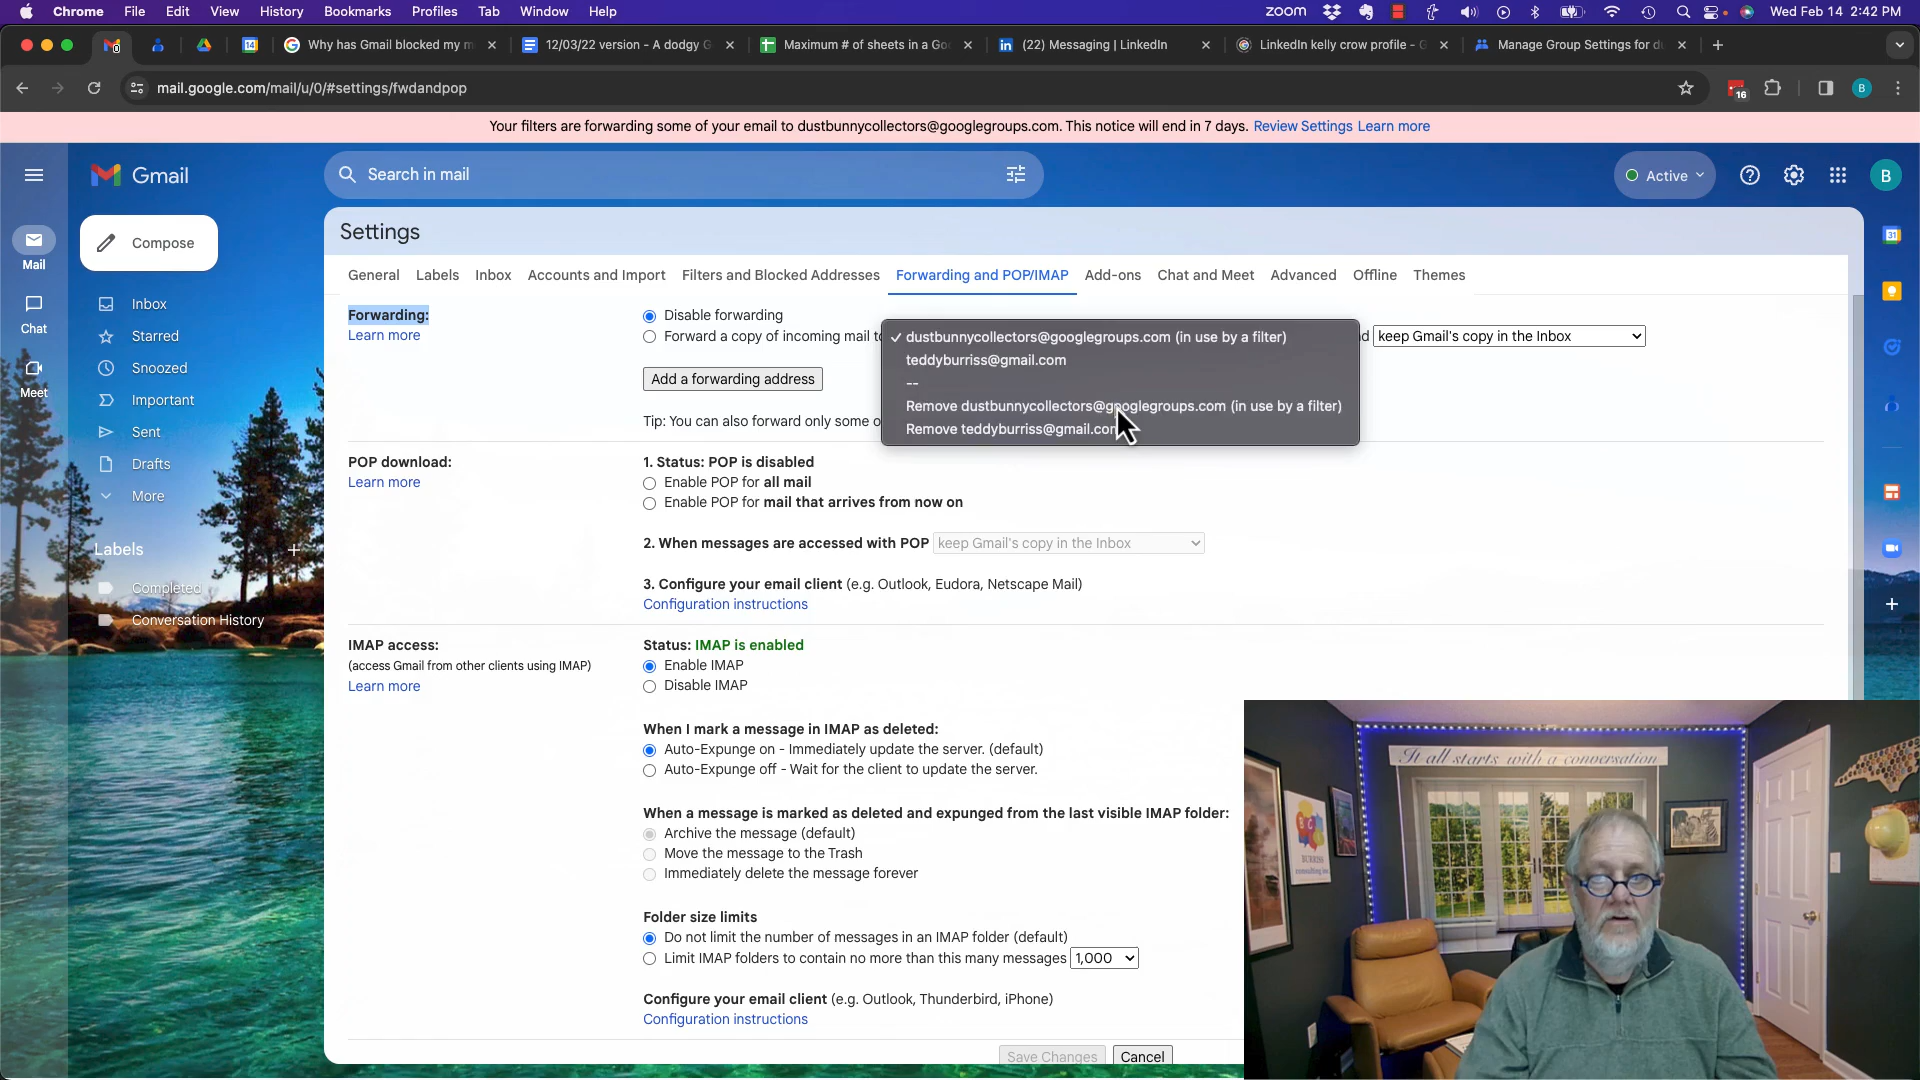 Chrome File Edit View History Bookmarks Profiles Tab Window Help zoom Wed Feb 14 2:42 PM
Why has Gmail blocked my m 12/03/22 version - A dodgy G Maximum # of sheets in a Goo (22) Messaging | LinkedIn LinkedIn kelly crow profile - G Manage Group Settings for d
mail.google.com/mail/u/0/#settings/fwdandpop 16 B
Your filters are forwarding some of your email to dustbunnycollectors@googlegroups.com. This notice will end in 7 days. Review Settings Learn more
Gmail
Search in mail
Active
B
Compose
Mail
Chat
Meet
Inbox
Starred
Snoozed
Important
Sent
Drafts
More
Labels
Completed
Conversation History
Settings
General Labels Inbox Accounts and Import Filters and Blocked Addresses Forwarding and POP/IMAP Add-ons Chat and Meet Advanced Offline Themes
Forwarding:
Learn more
Disable forwarding
Forward a copy of incoming mail to
keep Gmail's copy in the Inbox
✓ dustbunnycollectors@googlegroups.com (in use by a filter)
teddyburriss@gmail.com
--
Remove dustbunnycollectors@googlegroups.com (in use by a filter)
Remove teddyburriss@gmail.com
Add a forwarding address
Tip: You can also forward only some o
POP download:
Learn more
1. Status: POP is disabled
Enable POP for all mail
Enable POP for mail that arrives from now on
2. When messages are accessed with POP keep Gmail's copy in the Inbox
3. Configure your email client (e.g. Outlook, Eudora, Netscape Mail)
Configuration instructions
IMAP access:
(access Gmail from other clients using IMAP)
Learn more
Status: IMAP is enabled
Enable IMAP
Disable IMAP
When I mark a message in IMAP as deleted:
Auto-Expunge on - Immediately update the server. (default)
Auto-Expunge off - Wait for the client to update the server.
When a message is marked as deleted and expunged from the last visible IMAP folder:
Archive the message (default)
Move the message to the Trash
Immediately delete the message forever
Folder size limits
Do not limit the number of messages in an IMAP folder (default)
Limit IMAP folders to contain no more than this many messages 1,000
Configure your email client (e.g. Outlook, Thunderbird, iPhone)
Configuration instructions
Save Changes Cancel
It all starts with a conversation
BURRISS